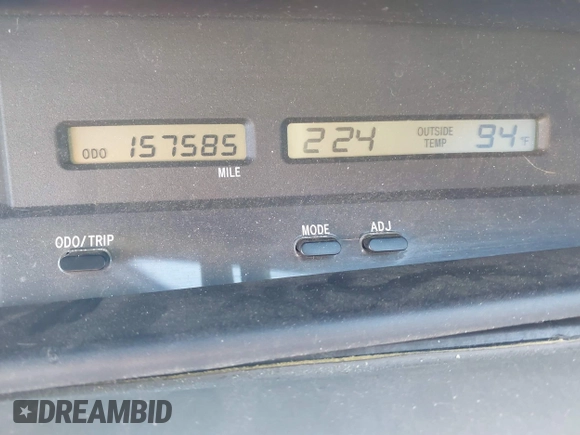 ODO 157585
MILE
224 OUTSIDE TEMP 94°F
ODO/TRIP
MODE ADJ
DREAMBID